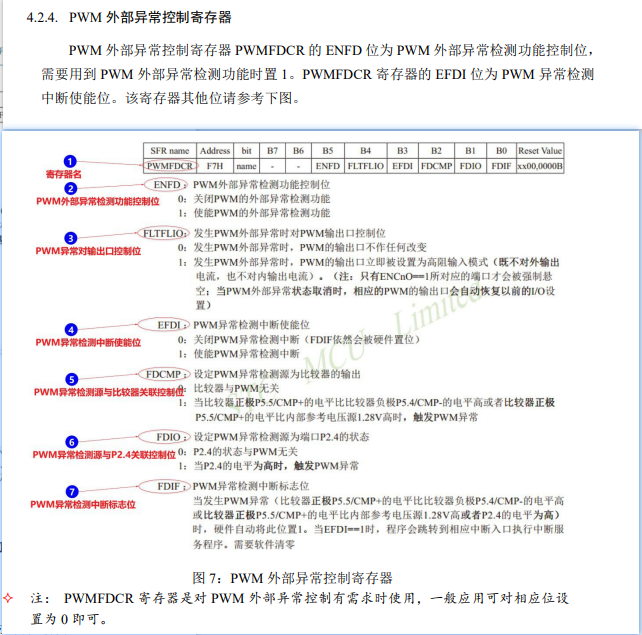 4.2.4. PWM 外部异常控制寄存器
PWM 外部异常控制寄存器 PWMFDCR 的 ENFD 位为 PWM 外部异常检测功能控制位，
需要用到 PWM 外部异常检测功能时置 1。PWMFDCR 寄存器的 EFDI 位为 PWM 异常检测
中断使能位。该寄存器其他位请参考下图。
SFR name Address bit B7 B6 B5 B4 B3 B2 B1 B0 Reset Value
PWMFDCR F7H name - - ENFD FLTFLIO EFDI FDCMP FDIO FDIF xx00,0000B
1
寄存器名
2
PWM外部异常检测功能控制位
ENFD：PWM外部异常检测功能控制位
0：关闭PWM的外部异常检测功能
1：使能PWM的外部异常检测功能
3
PWM异常对输出口控制位
FLTFLIO：发生PWM外部异常时对PWM输出口控制位
0：发生PWM外部异常时，PWM的输出口不作任何改变
1：发生PWM外部异常时，PWM的输出口立即被设置为高阻输入模式（既不对外输出
电流，也不对内输出电流）。（注：只有ENCnO==1所对应的端口才会被强制悬
空；当PWM外部异常状态取消时，相应的PWM的输出口会自动恢复以前的I/O设
置）
4
PWM异常检测中断使能位
EFDI：PWM异常检测中断使能位
0：关闭PWM异常检测中断（FDIF依然会被硬件置位）
1：使能PWM异常检测中断
5
PWM异常检测源与比较器关联控制位
FDCMP：设定PWM异常检测源为比较器的输出
0：比较器与PWM无关
1：当比较器正极P5.5/CMP+的电平比比较器负极P5.4/CMP-的电平高或者比较器正极
P5.5/CMP+的电平比内部参考电压源1.28V高时，触发PWM异常
6
PWM异常检测源与P2.4关联控制位
FDIO：设定PWM异常检测源为端口P2.4的状态
0：P2.4的状态与PWM无关
1：当P2.4的电平为高时，触发PWM异常
7
PWM异常检测中断标志位
FDIF：PWM异常检测中断标志位
当发生PWM异常（比较器正极P5.5/CMP+的电平比比较器负极P5.4/CMP-的电平高
或比较器正极P5.5/CMP+的电平比内部参考电压源1.28V高或者P2.4的电平为高）
时，硬件自动将此位置1。当EFDI==1时，程序会跳转到相应中断入口执行中断服
务程序。需要软件清零
MCU Limited
图 7：PWM 外部异常控制寄存器
注： PWMFDCR 寄存器是对 PWM 外部异常控制有需求时使用，一般应用可对相应位设
置为 0 即可。